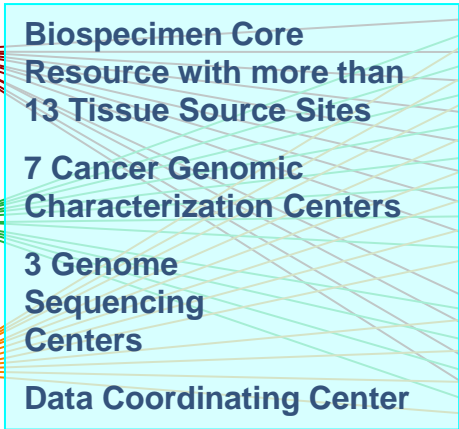 Biospecimen Core
Resource with more than
13 Tissue Source Sites
7 Cancer Genomic
Characterization Centers
3 Genome
Sequencing
Centers
Data Coordinating Center